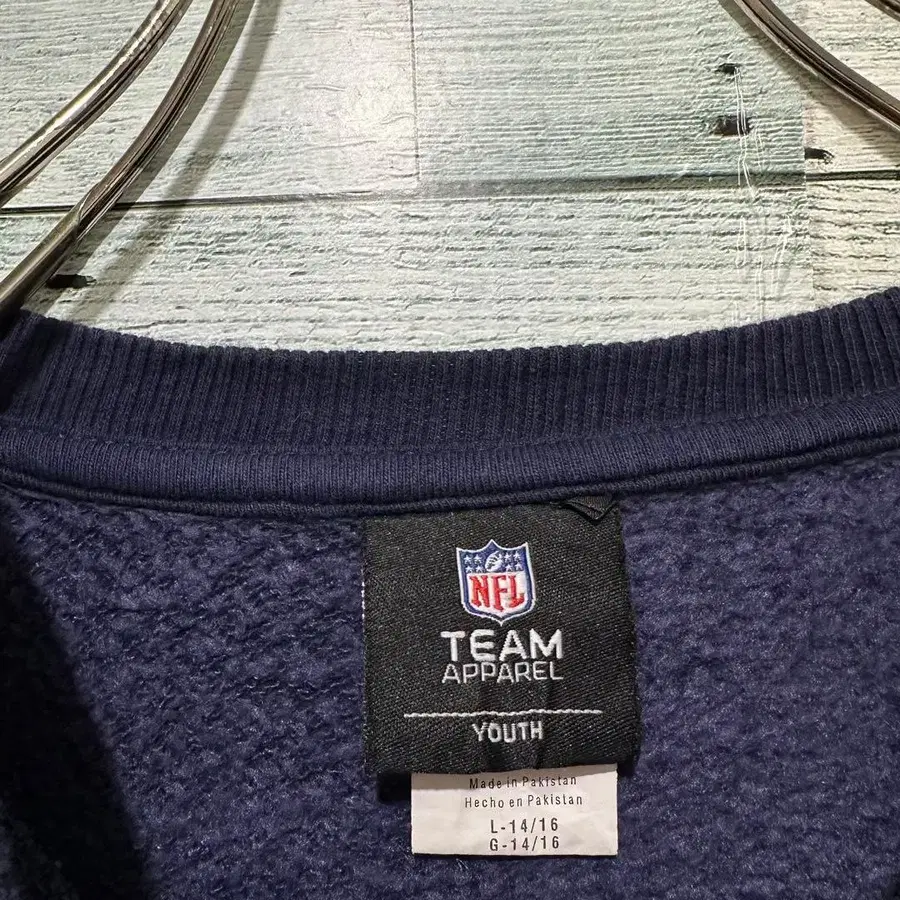 NFL
TEAM
APPAREL
YOUTH
Made in Pakistan
Hecho en Pakistan
L-14/16
G-14/16